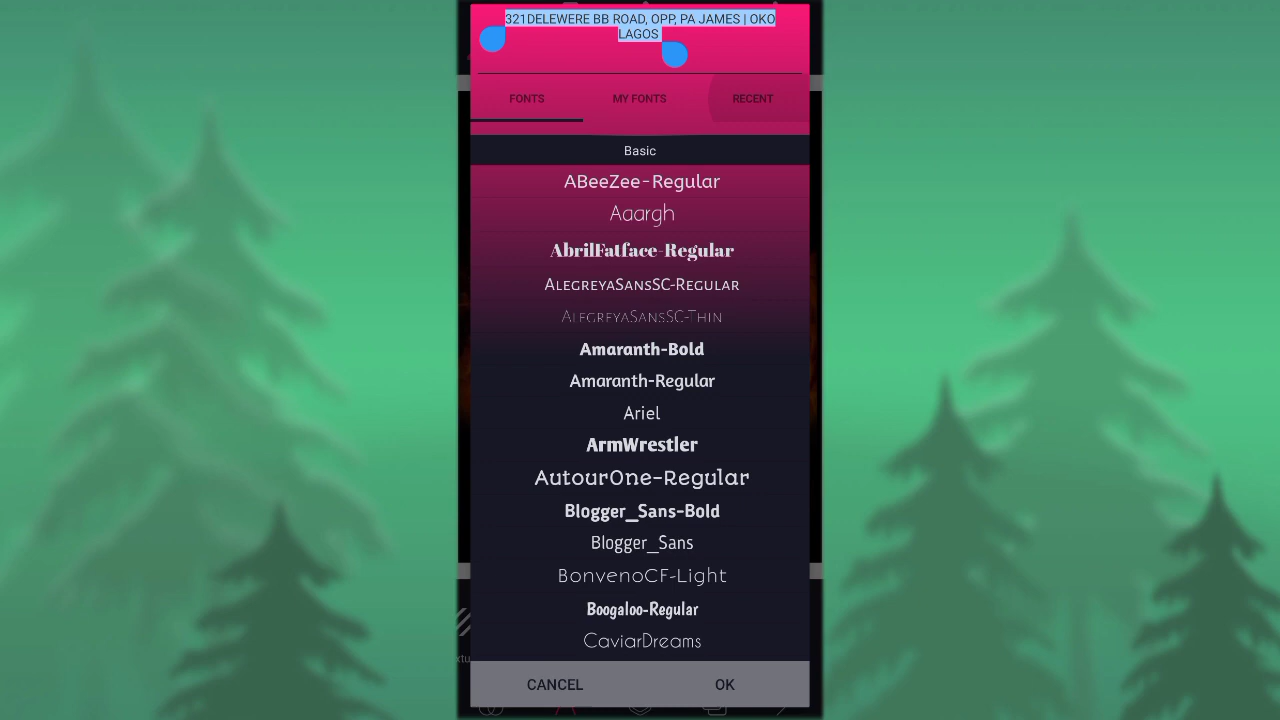 321DELEWERE BB ROAD, OPP, PA JAMES | OKO
LAGOS
FONTS MY FONTS RECENT
Basic
ABeeZee-Regular
Aaargh
AbrilFatface-Regular
AlegreyaSansSC-Regular
AlegreyaSansSC-Thin
Amaranth-Bold
Amaranth-Regular
Ariel
ArmWrestler
AutourOne-Regular
Blogger_Sans-Bold
Blogger_Sans
BonvenoCF-Light
Boogaloo-Regular
CaviarDreams
CANCEL OK